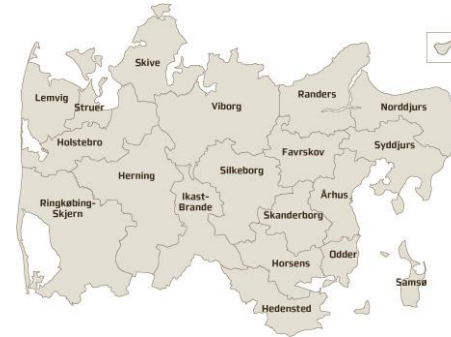 Skive
Lemvig
Struer
Viborg
Randers
Norddjurs
Holstebro
Favrskov
Syddjurs
Herning
Silkeborg
Ikast-
Brande
Århus
Ringkøbing-
Skjern
Skanderborg
Horsens
Odder
Samsø
Hedensted